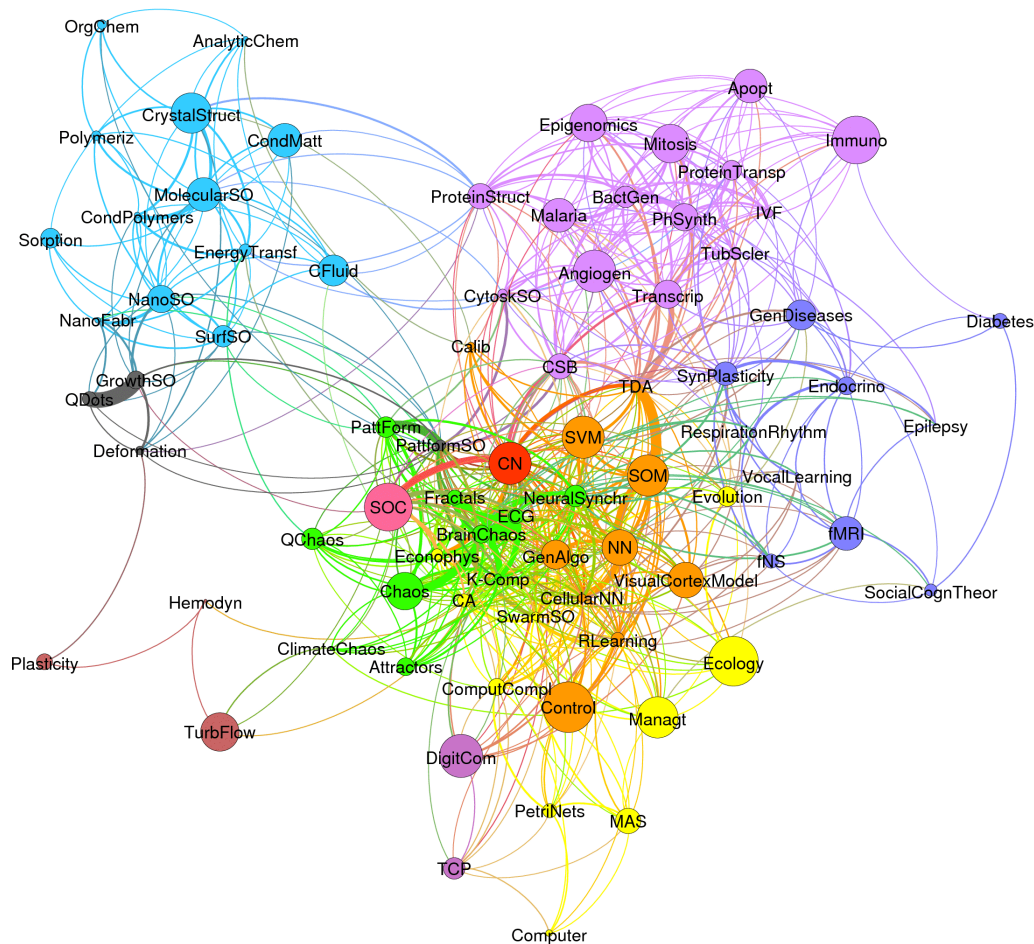 OrgChem
AnalyticChem
Apopt
CrystalStruct
Epigenomics
Polymeriz
CondMatt
Mitosis
Immuno
ProteinTransp
MolecularSO
ProteinStruct
BactGen
CondPolymers
Malaria
PhSynth
IVF
Sorption
EnergyTransf
TubScler
CFluid
Angiogen
NanoSO
CytoskSO
Transcrip
NanoFabr
GenDiseases
Diabetes
SurfSO
Calib
GrowthSO
CSB
SynPlasticity
QDots
TDA
Endocrino
PattForm
Epilepsy
Deformation
PattformSO
SVM
RespirationRhythm
CN
SOM
VocalLearning
SOC
Fractals
NeuralSynchr
Evolution
ECG
BrainChaos
fMRI
QChaos
Econophys
GenAlgo
NN
fNS
K-Comp
VisualCortexModel
Chaos
CA
CellularNN
SocialCognTheor
Hemodyn
SwarmSO
RLearning
ClimateChaos
Plasticity
Attractors
Ecology
ComputCompl
Control
Managt
TurbFlow
DigitCom
PetriNets
MAS
TCP
Computer